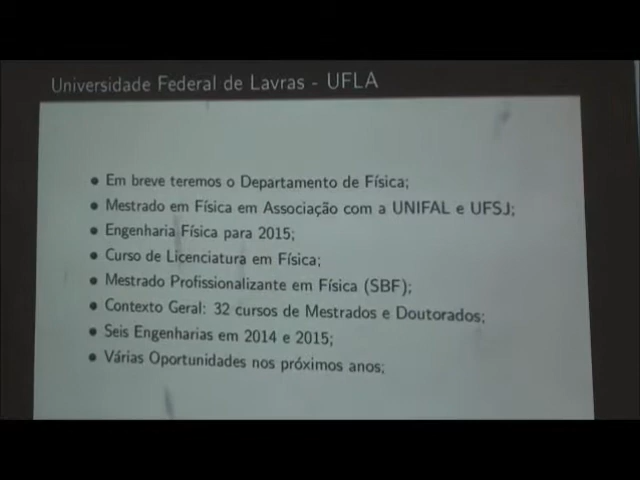 Universidade Federal de Lavras - UFLA
• Em breve teremos o Departamento de Física;
• Mestrado em Física em Associação com a UNIFAL e UFSJ;
• Engenharia Física para 2015;
• Curso de Licenciatura em Física;
• Mestrado Profissionalizante em Física (SBF);
• Contexto Geral: 32 cursos de Mestrados e Doutorados;
• Seis Engenharias em 2014 e 2015;
• Várias Oportunidades nos próximos anos;